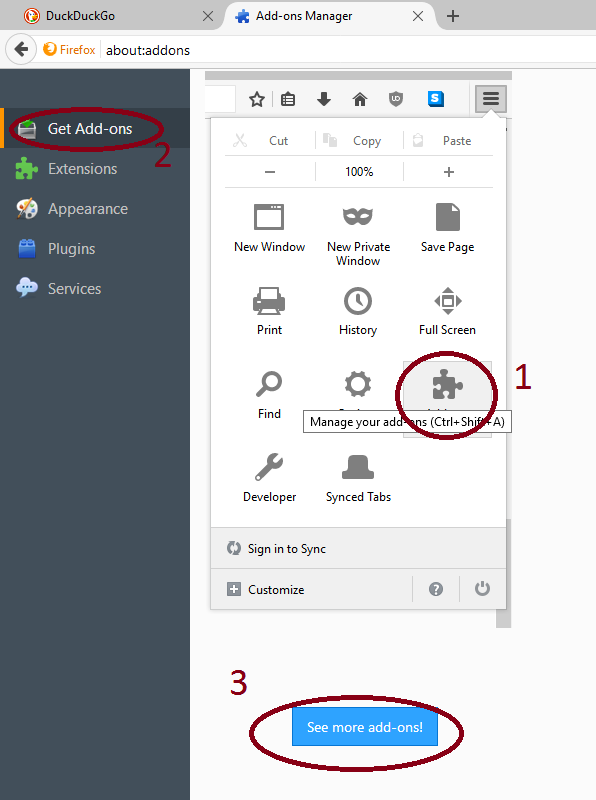 DuckDuckGo
Add-ons Manager
Firefox
about:addons
Get Add-ons
2
Extensions
Appearance
Plugins
Services
UD
S
Cut
Copy
Paste
100%
New Window
New Private
Window
Save Page
Print
History
Full Screen
1
Find
Manage your add-ons (Ctrl+Shift+A)
Developer
Synced Tabs
Sign in to Sync
Customize
?
3
See more add-ons!